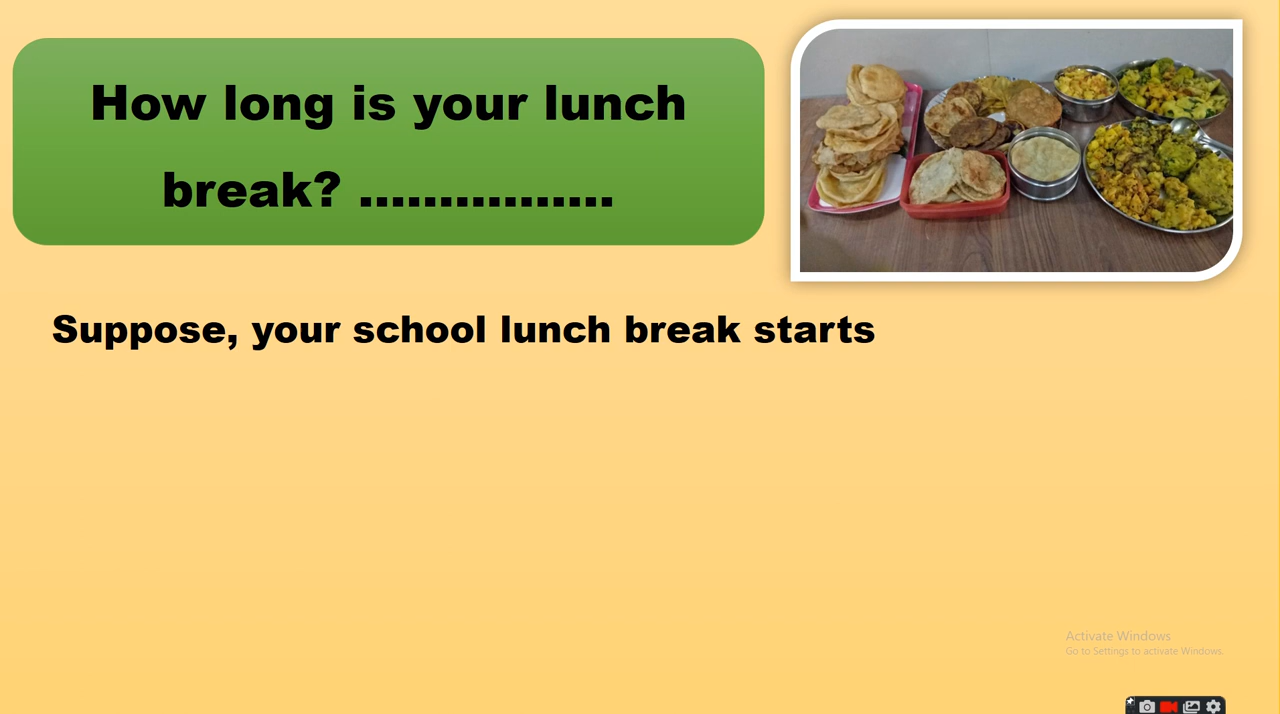 How long is your lunch
break? ................
Suppose, your school lunch break starts
Activate Windows
Go to Settings to activate Windows.